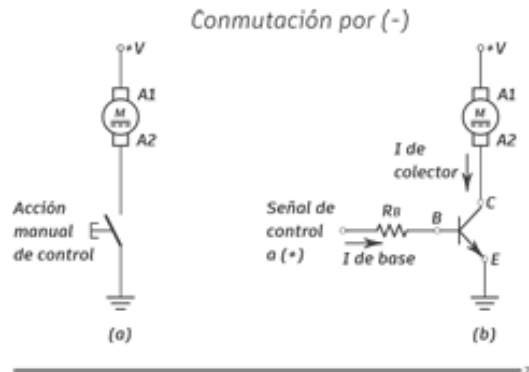 Conmutación por (-)
+V
A1
M
A2
Acción
manual
de control
(a)
+V
A1
M
A2
I de
colector
C
Señal de
control
a (+)
RB
B
I de base
E
(b)